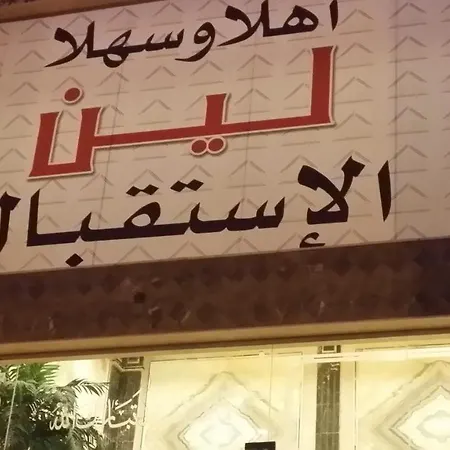 أهلا وسهلا
لين
الإستقبال